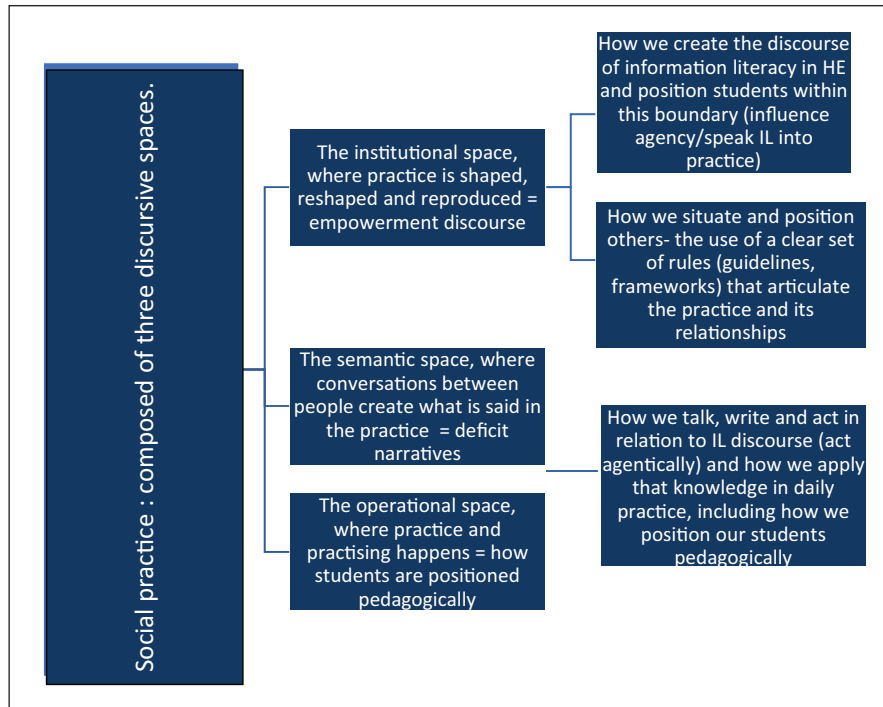 Social practice : composed of three discursive spaces.
The institutional space,
where practice is shaped,
reshaped and reproduced =
empowerment discourse
How we create the discourse
of information literacy in HE
and position students within
this boundary (influence
agency/speak IL into
practice)
How we situate and position
others- the use of a clear set
of rules (guidelines,
frameworks) that articulate
the practice and its
relationships
The semantic space, where
conversations between
people create what is said in
the practice = deficit
narratives
The operational space,
where practice and
practising happens = how
students are positioned
pedagogically
How we talk, write and act in
relation to IL discourse (act
agentically) and how we apply
that knowledge in daily
practice, including how we
position our students
pedagogically